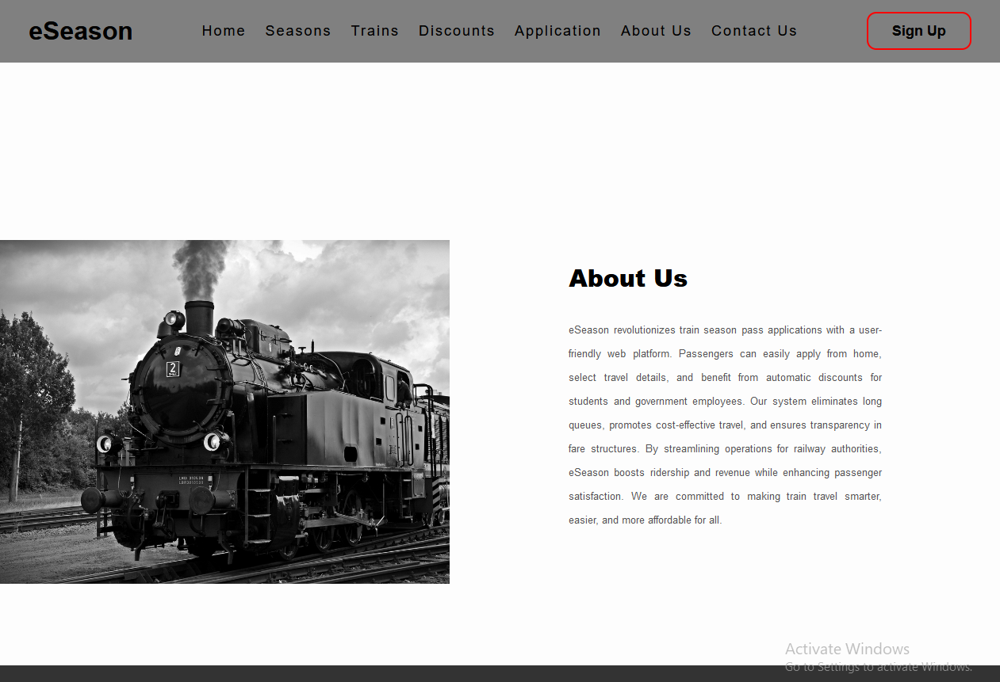 eSeason
Home Seasons Trains Discounts Application About Us Contact Us
Sign Up
About Us
eSeason revolutionizes train season pass applications with a user-
friendly web platform. Passengers can easily apply from home,
select travel details, and benefit from automatic discounts for
students and government employees. Our system eliminates long
queues, promotes cost-effective travel, and ensures transparency in
fare structures. By streamlining operations for railway authorities,
eSeason boosts ridership and revenue while enhancing passenger
satisfaction. We are committed to making train travel smarter,
easier, and more affordable for all.
2
Activate Windows
Go to Settings to activate Windows.